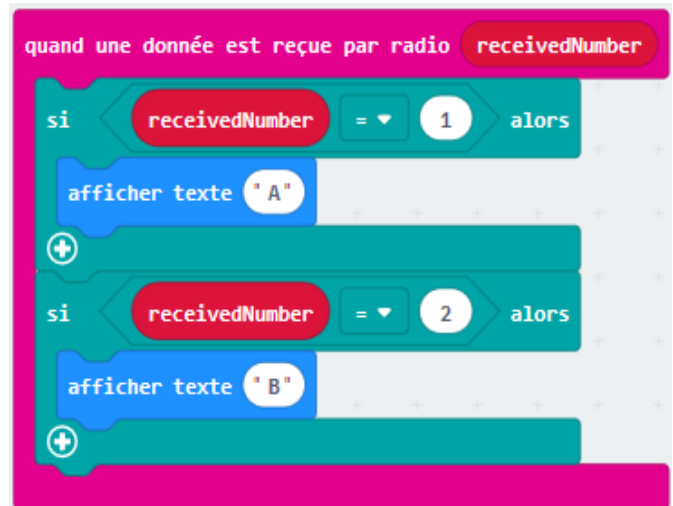 quand une donnée est reçue par radio receivedNumber
si receivedNumber = 1 alors
afficher texte "A"
si receivedNumber = 2 alors
afficher texte "B"